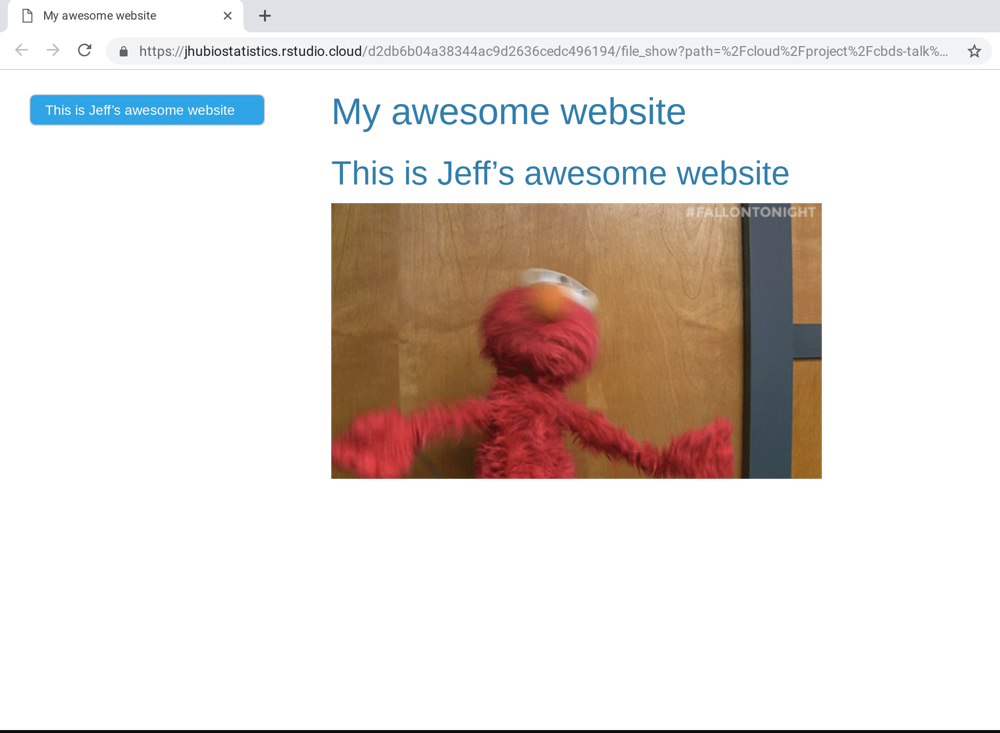 My awesome website
https://jhubiostatistics.rstudio.cloud/d2db6b04a38344ac9d2636cedc496194/file_show?path=%2Fcloud%2Fproject%2Fcbds-talk%...
This is Jeff’s awesome website
My awesome website
This is Jeff’s awesome website
#FALLONTONIGHT